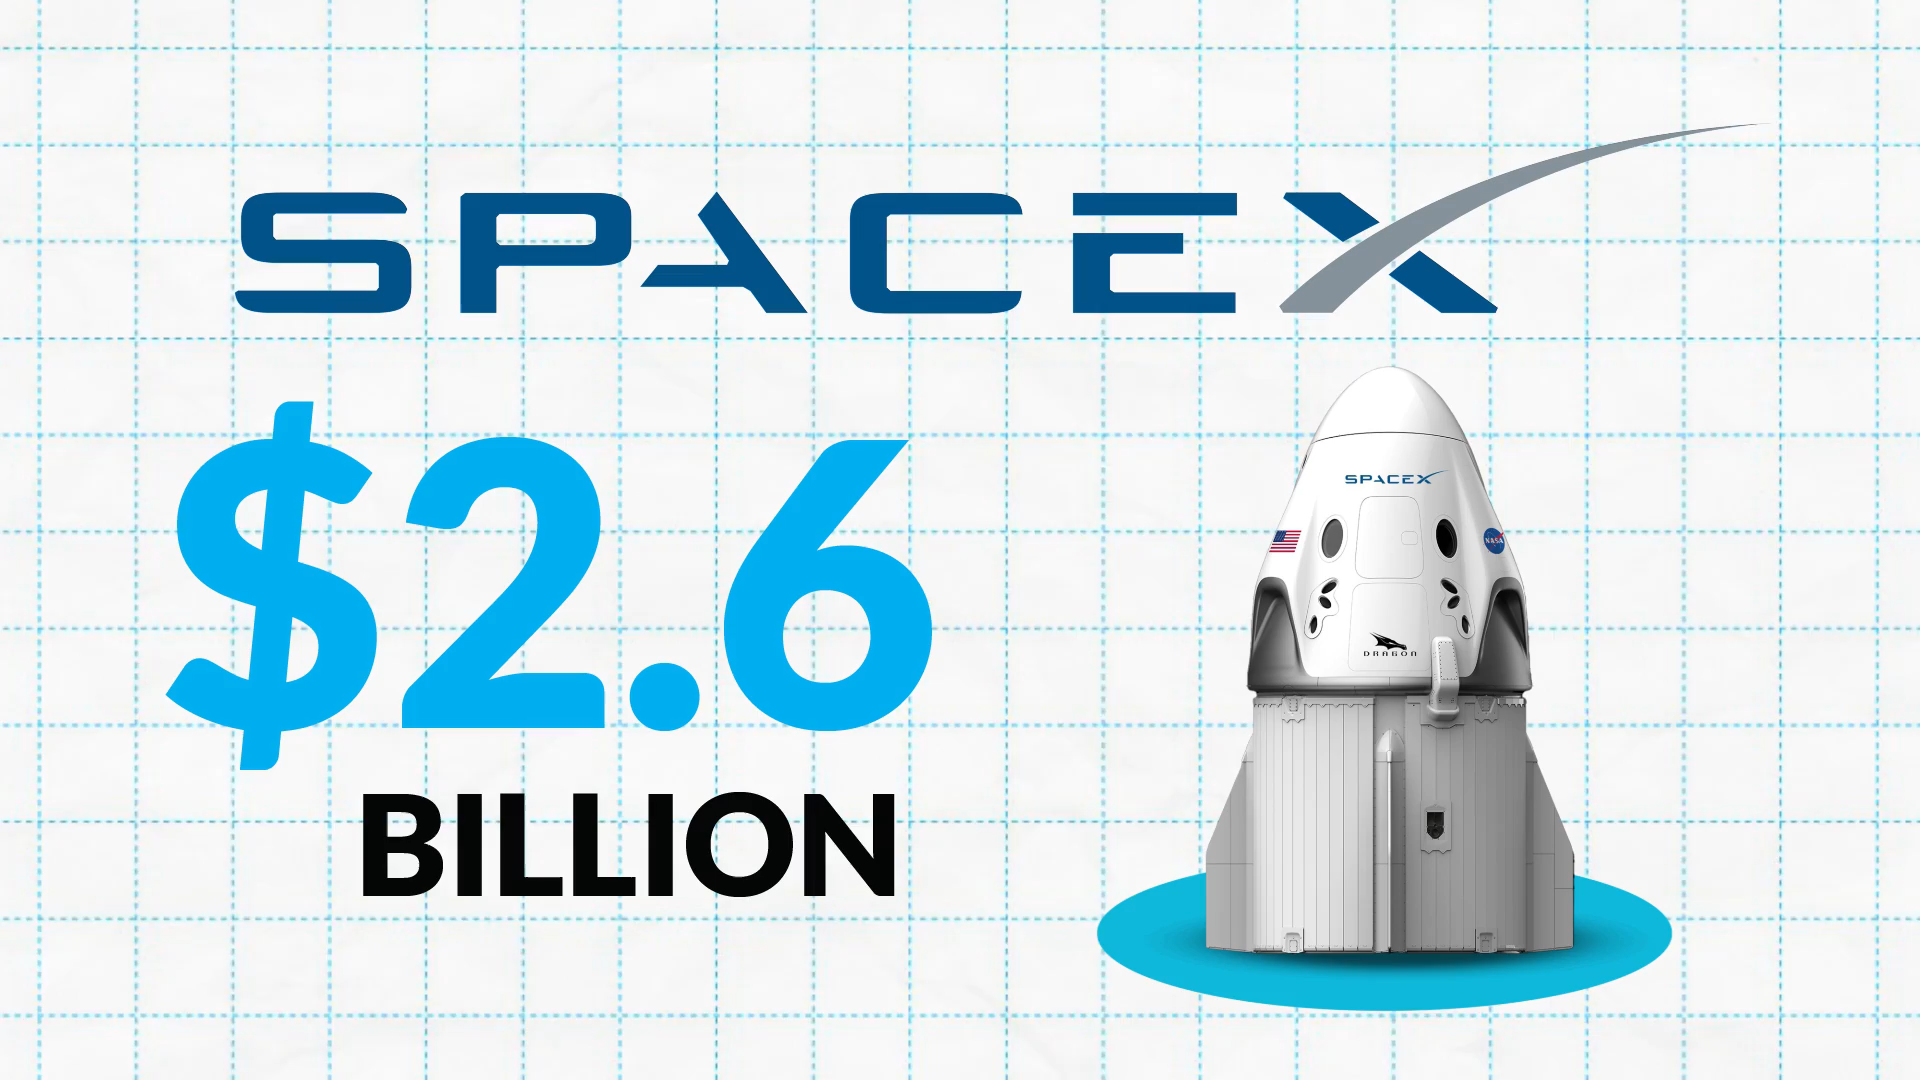 SPACEX
$2.6
BILLION
SPACEX
NASA
DRAGON